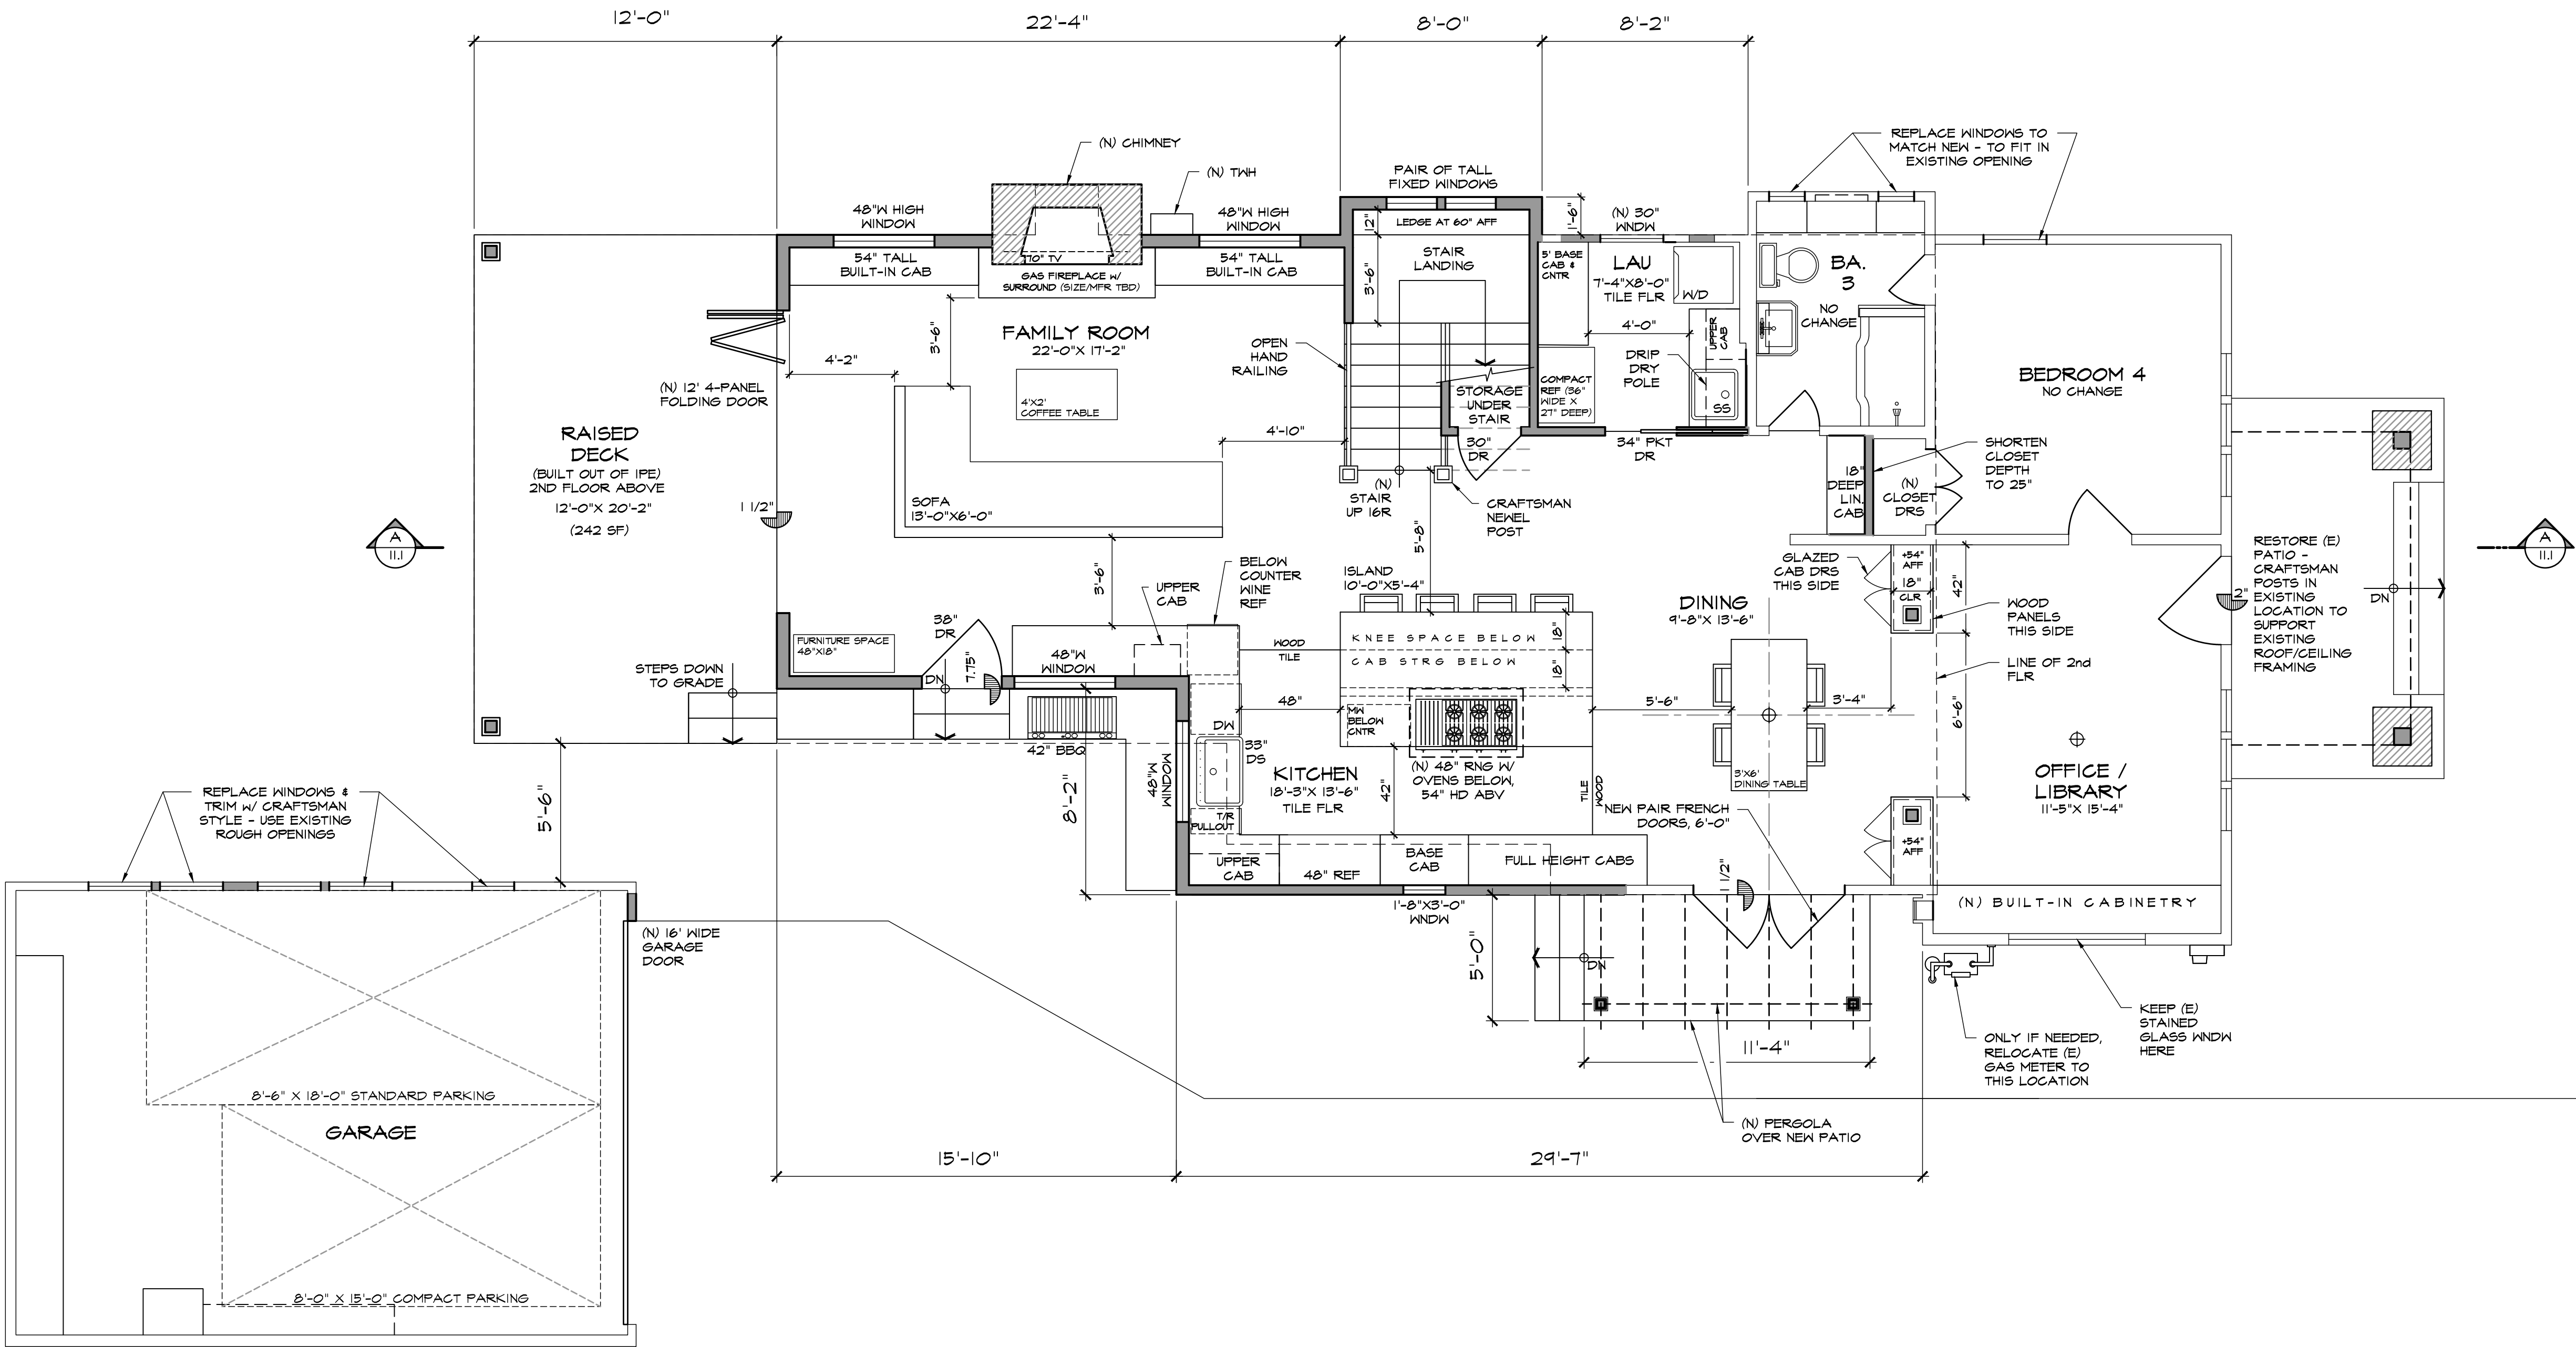 12'-0"
22'-4"
8'-0"
8'-2"
(N) CHIMNEY
(N) TWH
48"W HIGH
WINDOW
48"W HIGH
WINDOW
PAIR OF TALL
FIXED WINDOWS
LEDGE AT 60" AFF
12"
1'-6"
(N) 30"
WNDW
REPLACE WINDOWS TO
MATCH NEW - TO FIT IN
EXISTING OPENING
54" TALL
BUILT-IN CAB
70" TV
GAS FIREPLACE W/
SURROUND (SIZE/MFR TBD)
54" TALL
BUILT-IN CAB
STAIR
LANDING
3'-6"
5' BASE
CAB &
CNTR
LAU
7'-4"X8'-0"
TILE FLR
W/D
BA.
3
NO
CHANGE
FAMILY ROOM
22'-0"X 17'-2"
3'-6"
4'-2"
OPEN
HAND
RAILING
4'-0"
UPPER
CAB
DRIP
DRY
POLE
SS
COMPACT
REF (36"
WIDE X
27" DEEP)
STORAGE
UNDER
STAIR
30"
DR
34" PKT
DR
(N) 12' 4-PANEL
FOLDING DOOR
4'X2'
COFFEE TABLE
4'-10"
BEDROOM 4
NO CHANGE
RAISED
DECK
(BUILT OUT OF IPE)
2ND FLOOR ABOVE
12'-0"X 20'-2"
(242 SF)
1 1/2"
SOFA
13'-0"X6'-0"
(N)
STAIR
UP 16R
CRAFTSMAN
NEWEL
POST
5'-8"
18"
DEEP
LIN.
CAB
(N)
CLOSET
DRS
SHORTEN
CLOSET
DEPTH
TO 25"
A
11.1
A
11.1
3'-6"
UPPER
CAB
BELOW
COUNTER
WINE
REF
ISLAND
10'-0"X5'-4"
GLAZED
CAB DRS
THIS SIDE
+54"
AFF
18"
CLR
42"
WOOD
PANELS
THIS SIDE
LINE OF 2nd
FLR
2"
RESTORE (E)
PATIO -
CRAFTSMAN
POSTS IN
EXISTING
LOCATION TO
SUPPORT
EXISTING
ROOF/CEILING
FRAMING
DN
FURNITURE SPACE
48"X18"
38"
DR
DN
7.75"
48"W
WINDOW
WOOD
TILE
KNEE SPACE BELOW
CAB STRG BELOW
18"
18"
DINING
9'-8"X 13'-6"
STEPS DOWN
TO GRADE
42" BBQ
DW
48"
MW
BELOW
CNTR
5'-6"
3'-4"
6'-6"
48"W
WINDOW
33"
DS
KITCHEN
18'-3"X 13'-6"
TILE FLR
42"
(N) 48" RNG W/
OVENS BELOW,
54" HD ABV
TILE
WOOD
3'X6'
DINING TABLE
OFFICE /
LIBRARY
11'-5"X 15'-4"
T/R
PULLOUT
NEW PAIR FRENCH
DOORS, 6'-0"
8'-2"
5'-6"
REPLACE WINDOWS &
TRIM W/ CRAFTSMAN
STYLE - USE EXISTING
ROUGH OPENINGS
UPPER
CAB
48" REF
BASE
CAB
FULL HEIGHT CABS
1 1/2"
+54"
AFF
1'-8"X3'-0"
WNDW
(N) BUILT-IN CABINETRY
(N) 16' WIDE
GARAGE
DOOR
5'-0"
DN
11'-4"
ONLY IF NEEDED,
RELOCATE (E)
GAS METER TO
THIS LOCATION
KEEP (E)
STAINED
GLASS WNDW
HERE
8'-6" X 18'-0" STANDARD PARKING
GARAGE
(N) PERGOLA
OVER NEW PATIO
15'-10"
29'-7"
8'-0" X 15'-0" COMPACT PARKING